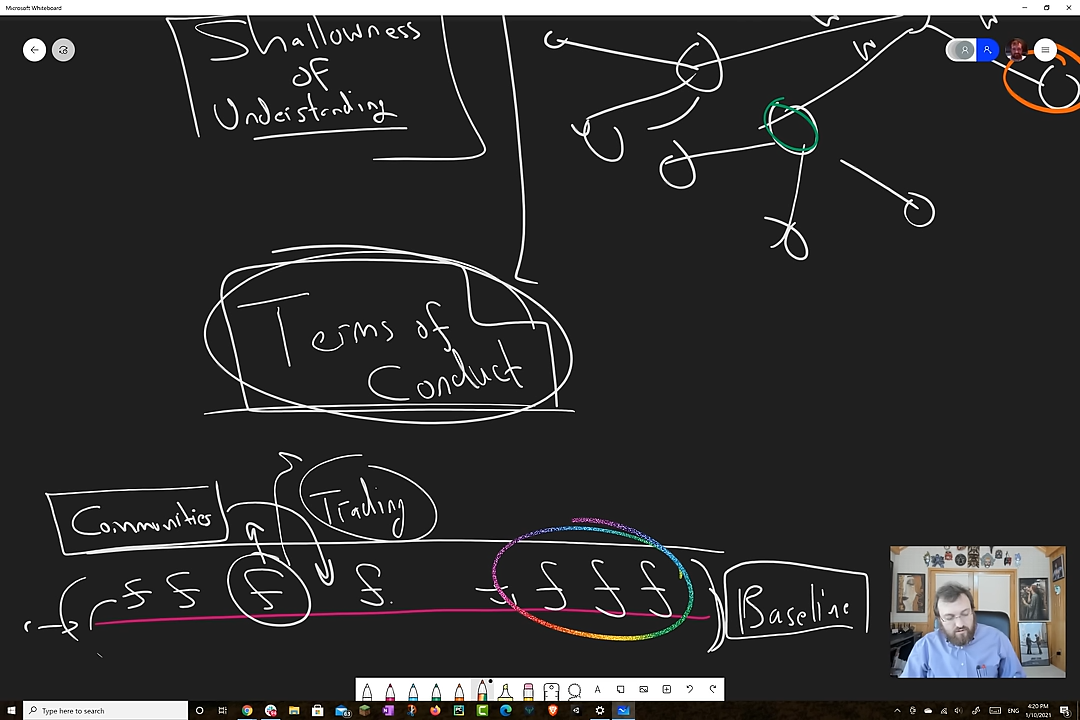 Microsoft Whiteboard
Shallowness
of
Understanding
W
W
W
Terms of
Conduct
Communities
Trading
f f f f. f f f
Baseline
A
Type here to search
63
ENG
4:20 PM
1/10/2021